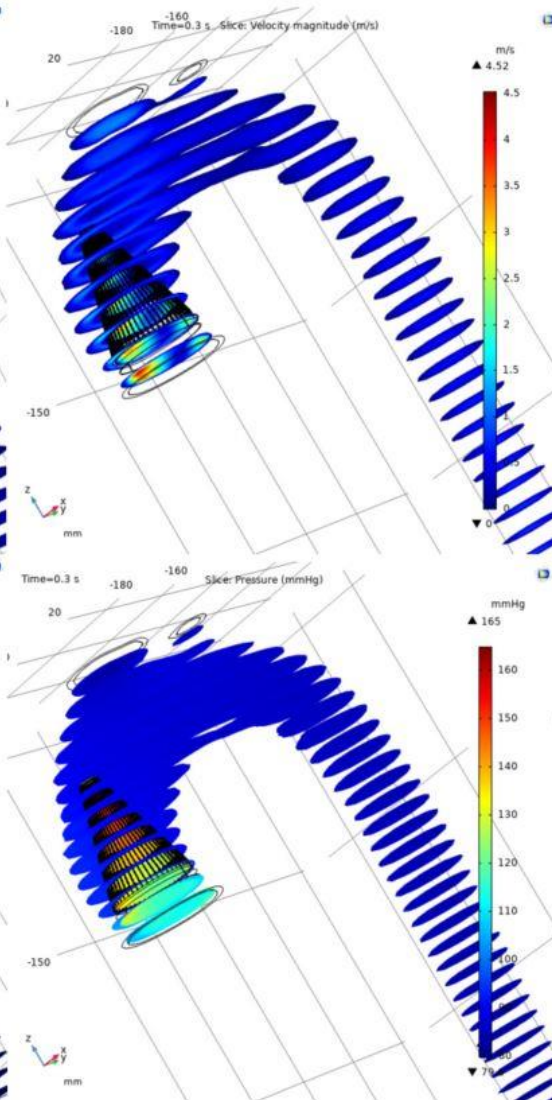 -160
Time=0.3 s   Slice: Velocity magnitude (m/s)
-180
m/s
20
▲ 4.52
4.5
4
3.5
3
2.5
2
1.5
1
0
▼ 0
-150
z
x
y
mm
-160
Time=0.3 s   -180   Slice: Pressure (mmHg)
20
mmHg
▲ 165
160
150
140
130
120
110
100
-150
z
x
y
mm